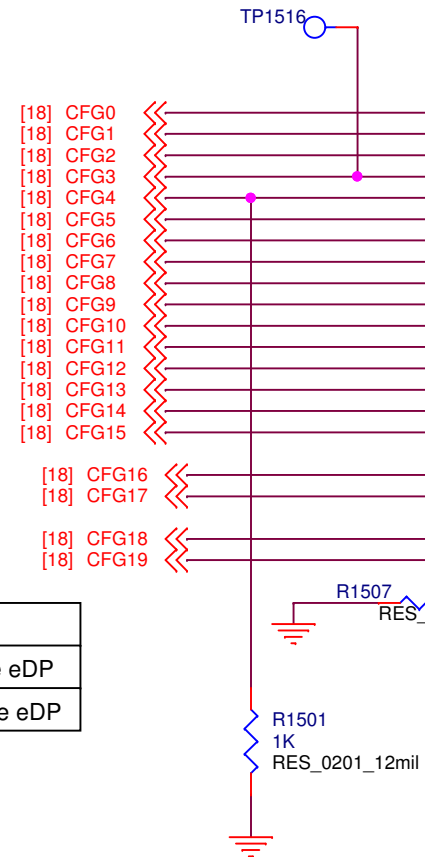 TP1516
[18] CFG0
[18] CFG1
[18] CFG2
[18] CFG3
[18] CFG4
[18] CFG5
[18] CFG6
[18] CFG7
[18] CFG8
[18] CFG9
[18] CFG10
[18] CFG11
[18] CFG12
[18] CFG13
[18] CFG14
[18] CFG15
[18] CFG16
[18] CFG17
[18] CFG18
[18] CFG19
R1507
RES_
e eDP
e eDP
R1501
1K
RES_0201_12mil